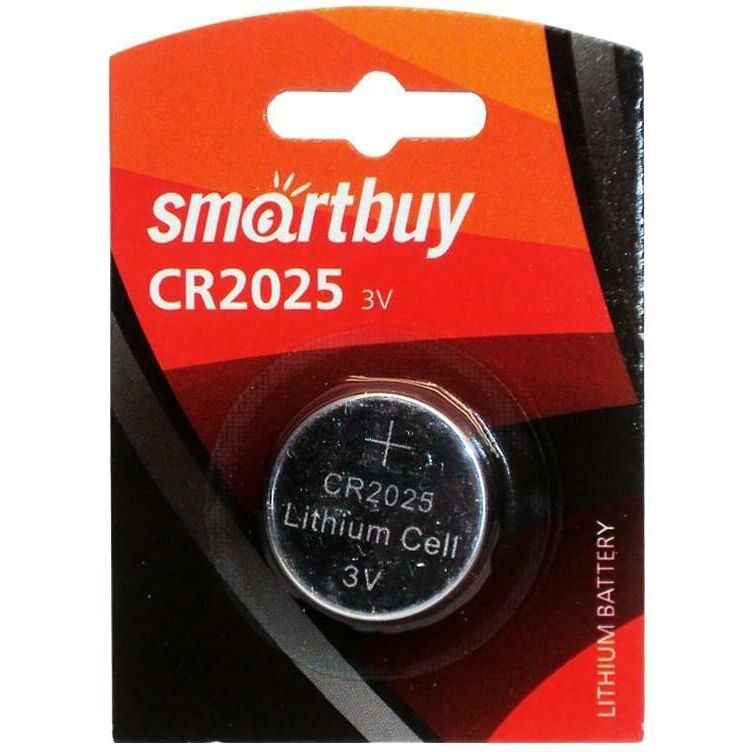 smartbuy
CR2025 3V
+
CR2025
Lithium Cell
3V
LITHIUM BATTERY